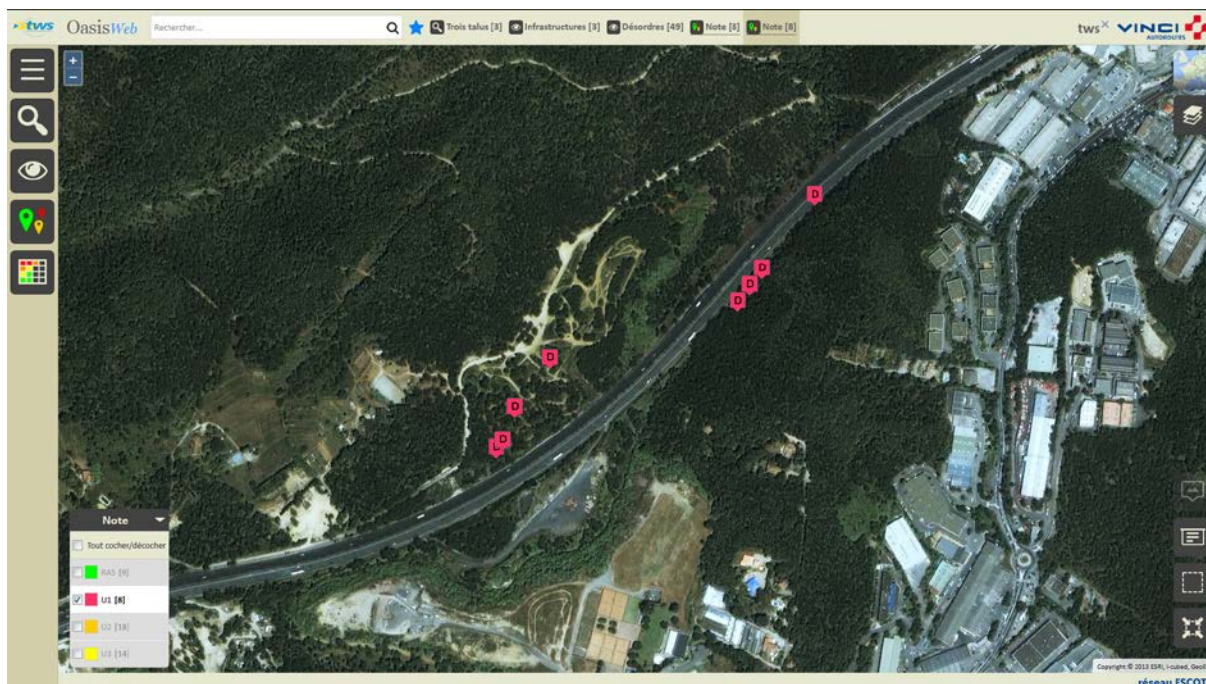 tws OasisWeb Rechercher... Trois talus [3] Infrastructures [3] Désordres [49] Note [8] Note [8] tws VINCI
AUTOROUTES
+
-
D
D
D
D
D
D
D
Note
Tout cocher/décocher
RAS [9]
U1 [8]
U2 [18]
U3 [14]
Copyright © 2013 ESRI, i-cubed, GeoE
réseau ESCOT